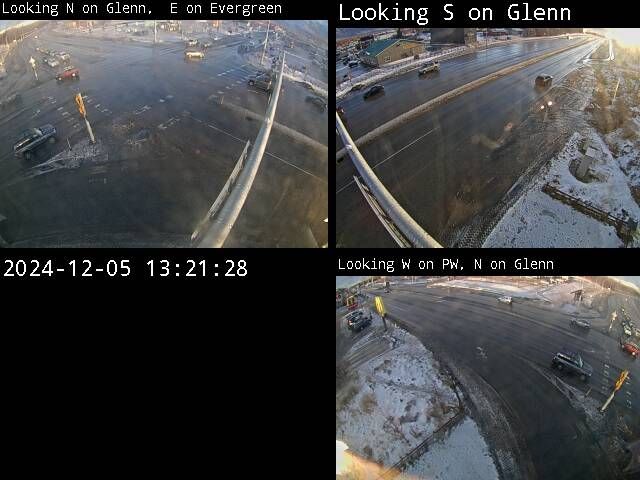 Looking N on Glenn,  E on Evergreen
Looking S on Glenn
2024-12-05 13:21:28
Looking W on PW, N on Glenn